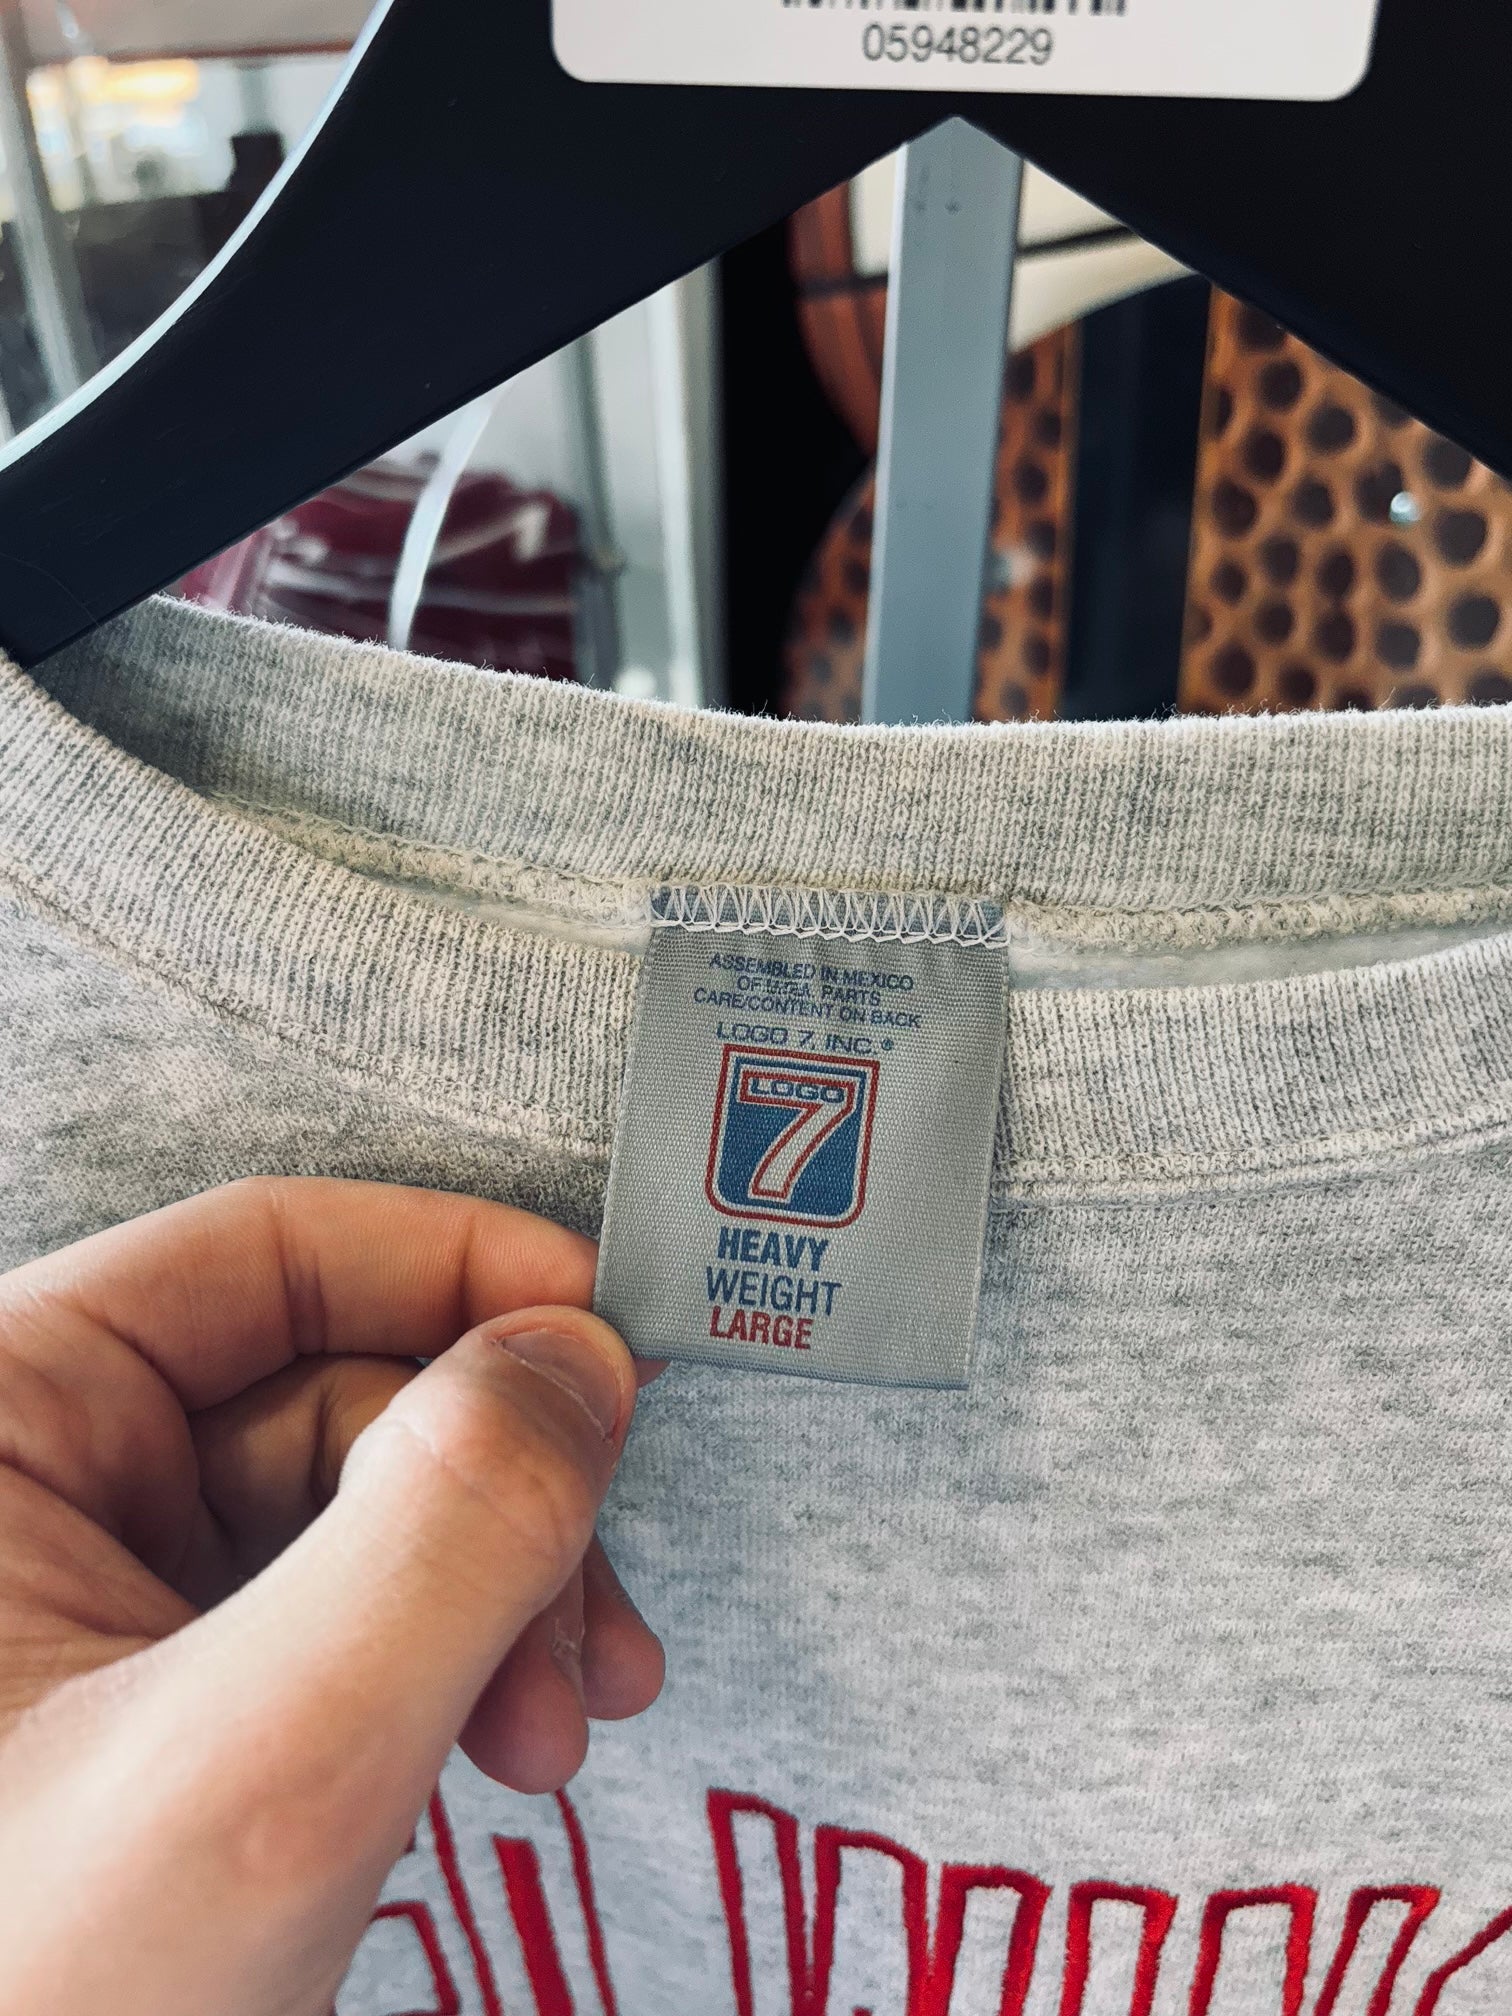 05948229
ASSEMBLED IN MEXICO
OF U.S.A. PARTS
CARE/CONTENT ON BACK
LOGO 7, INC.®
LOGO
7
HEAVY
WEIGHT
LARGE